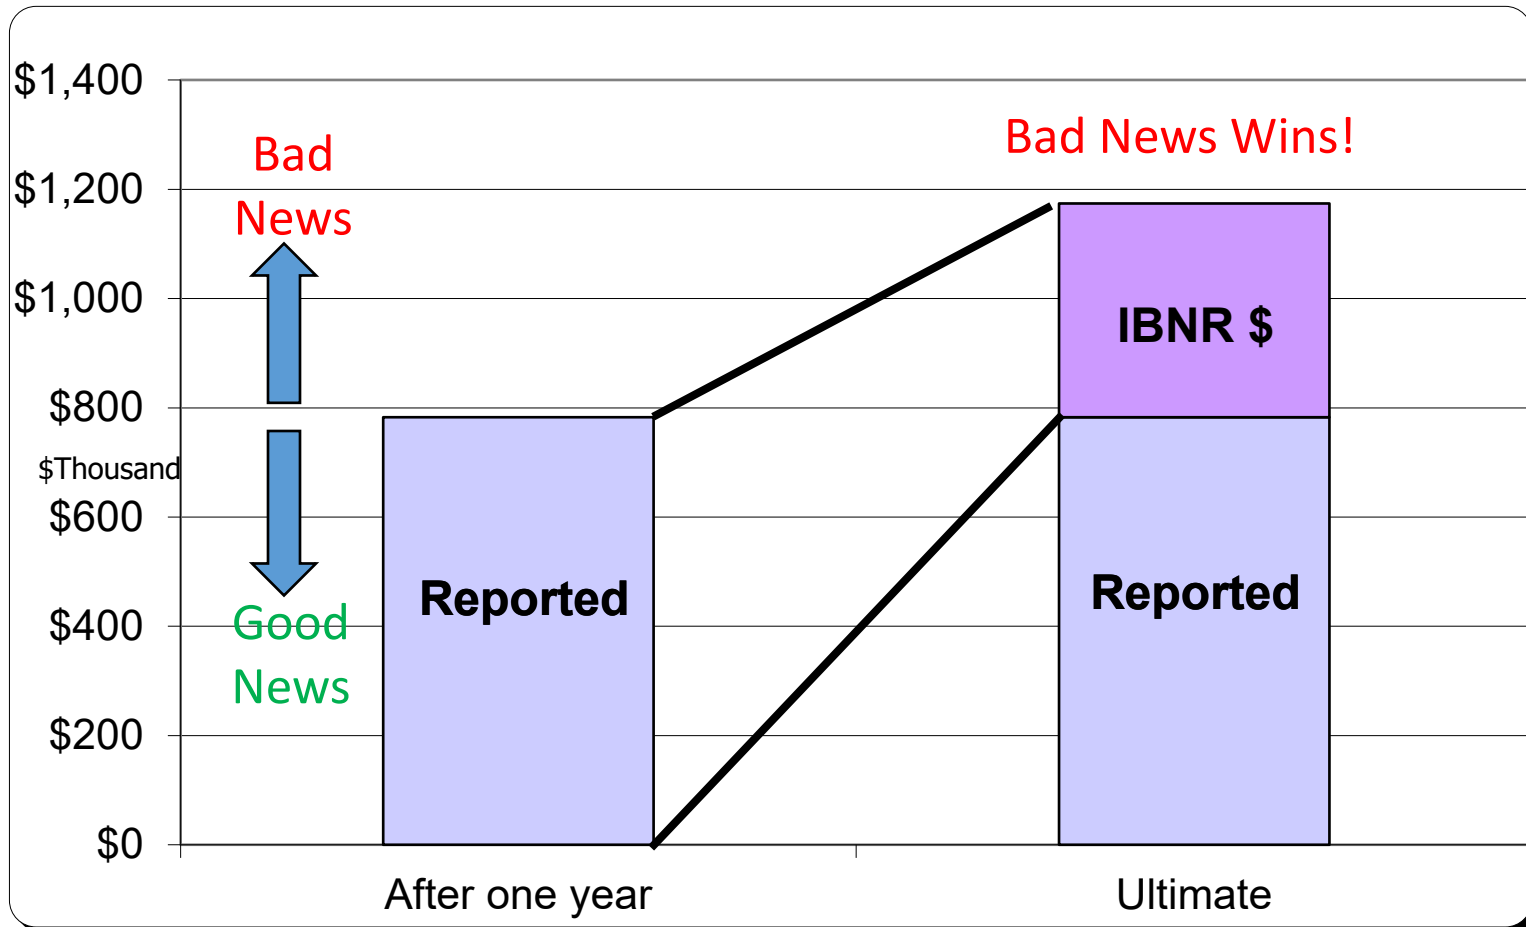 $1,400
Bad News Wins!
Bad
News
$1,200
$1,000
IBNR $
$800
$Thousand
$600
Reported
Reported
Good
News
$400
$200
$0
After one year
Ultimate